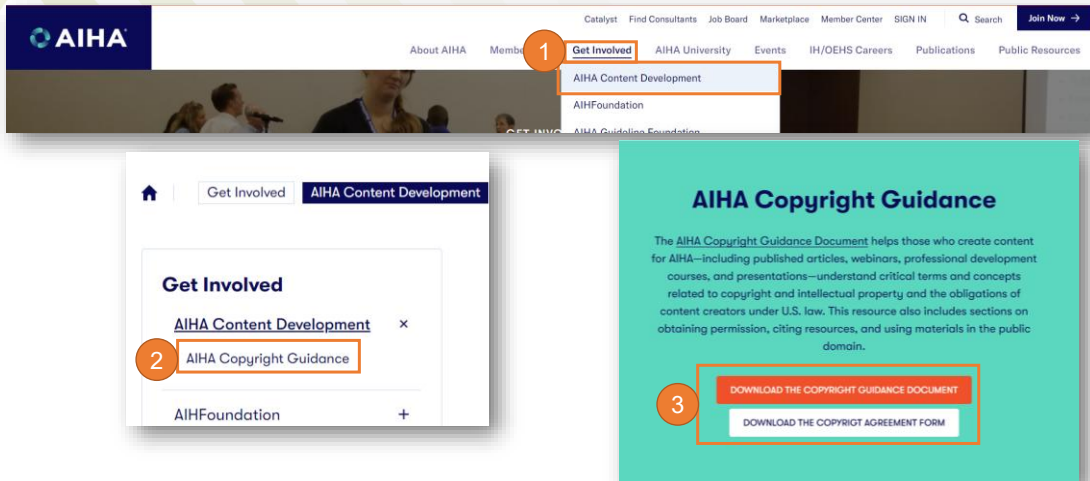 Catalyst Find Consultants Job Board Marketplace Member Center SIGN IN Search Join Now →
AIHA
About AIHA Memb 1 Get Involved AIHA University Events IH/OEHS Careers Publications Public Resources
AIHA Content Development
AIHFoundation
GET INVO AIHA Guideline Foundation
Get Involved AIHA Content Development
Get Involved
AIHA Content Development ×
2 AIHA Copyright Guidance
AIHFoundation +
AIHA Copyright Guidance
The AIHA Copyright Guidance Document helps those who create content
for AIHA—including published articles, webinars, professional development
courses, and presentations—understand critical terms and concepts
related to copyright and intellectual property and the obligations of
content creators under U.S. law. This resource also includes sections on
obtaining permission, citing resources, and using materials in the public
domain.
3
DOWNLOAD THE COPYRIGHT GUIDANCE DOCUMENT
DOWNLOAD THE COPYRIGT AGREEMENT FORM